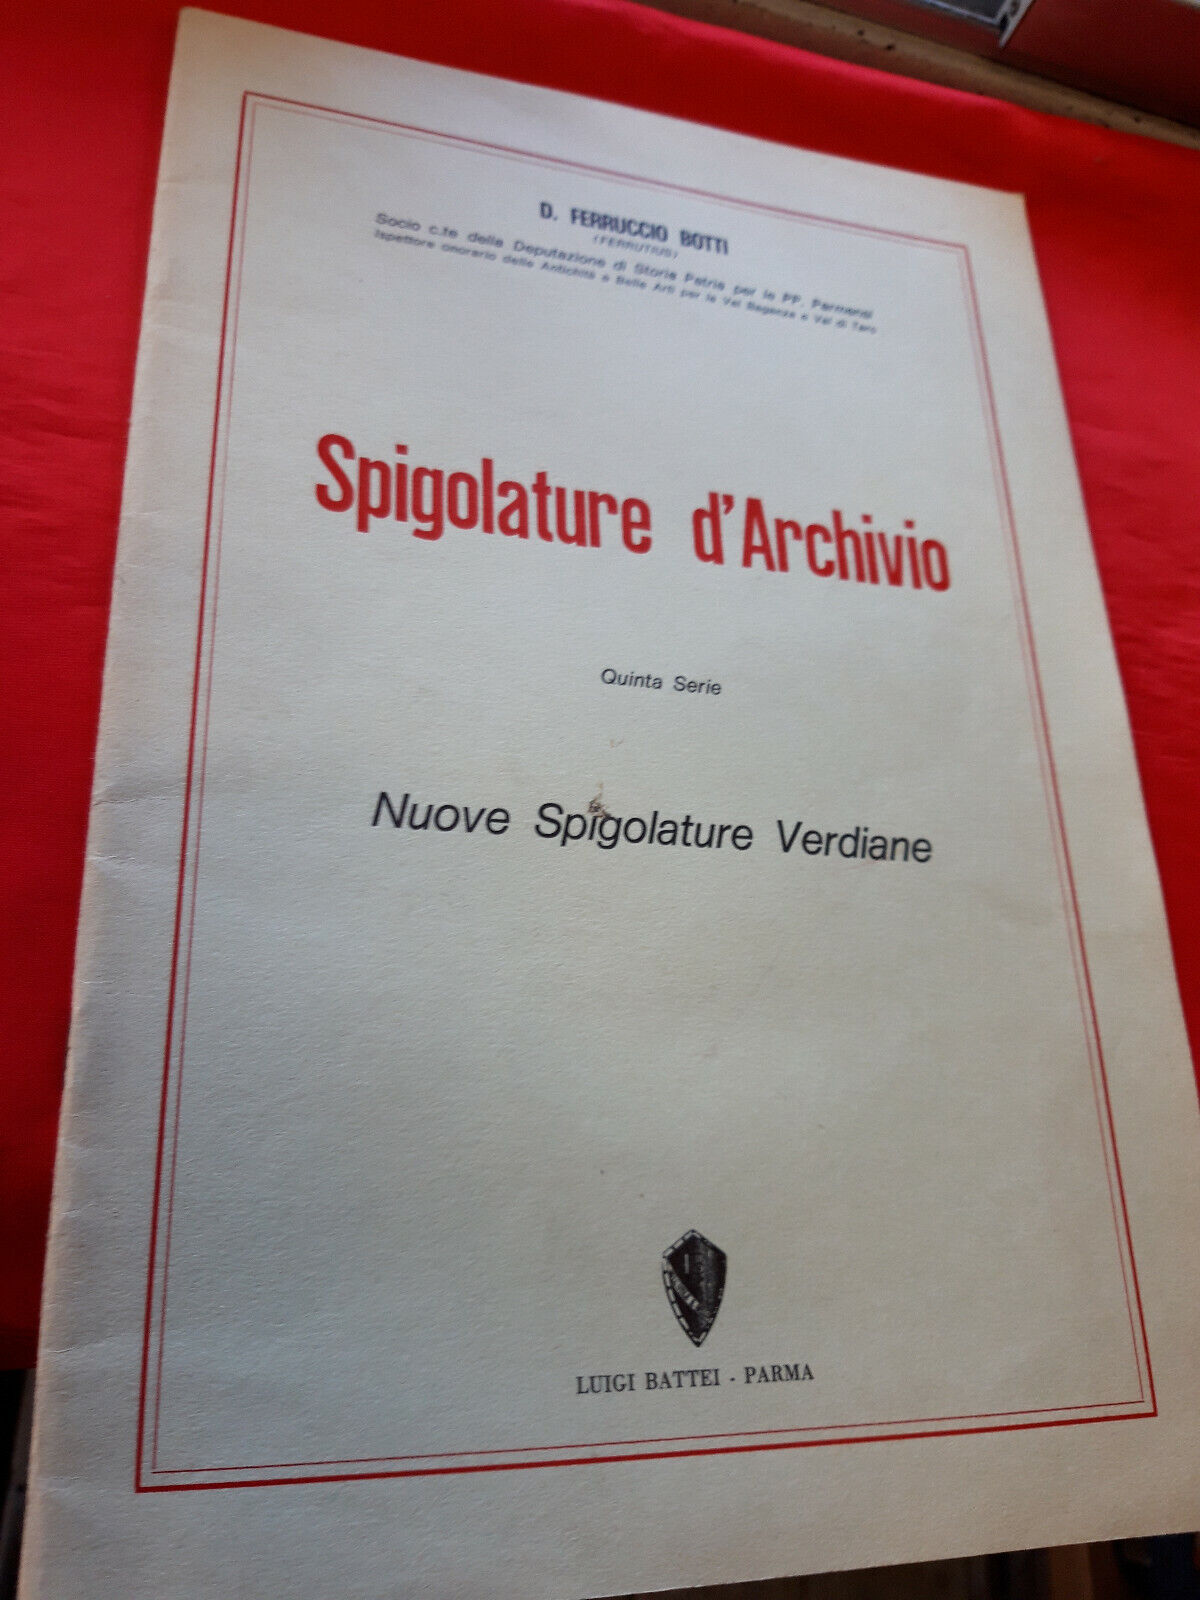 D. FERRUCCIO BOTTI
(FERRUTIUS)
Socio c.te della Deputazione di Storia Patria per le PP. Parmensi
Ispettore onorario delle Antichità e Belle Arti per la Val Baganza e Val di Taro
Spigolature d'Archivio
Quinta Serie
Nuove Spigolature Verdiane
LUIGI BATTEI - PARMA